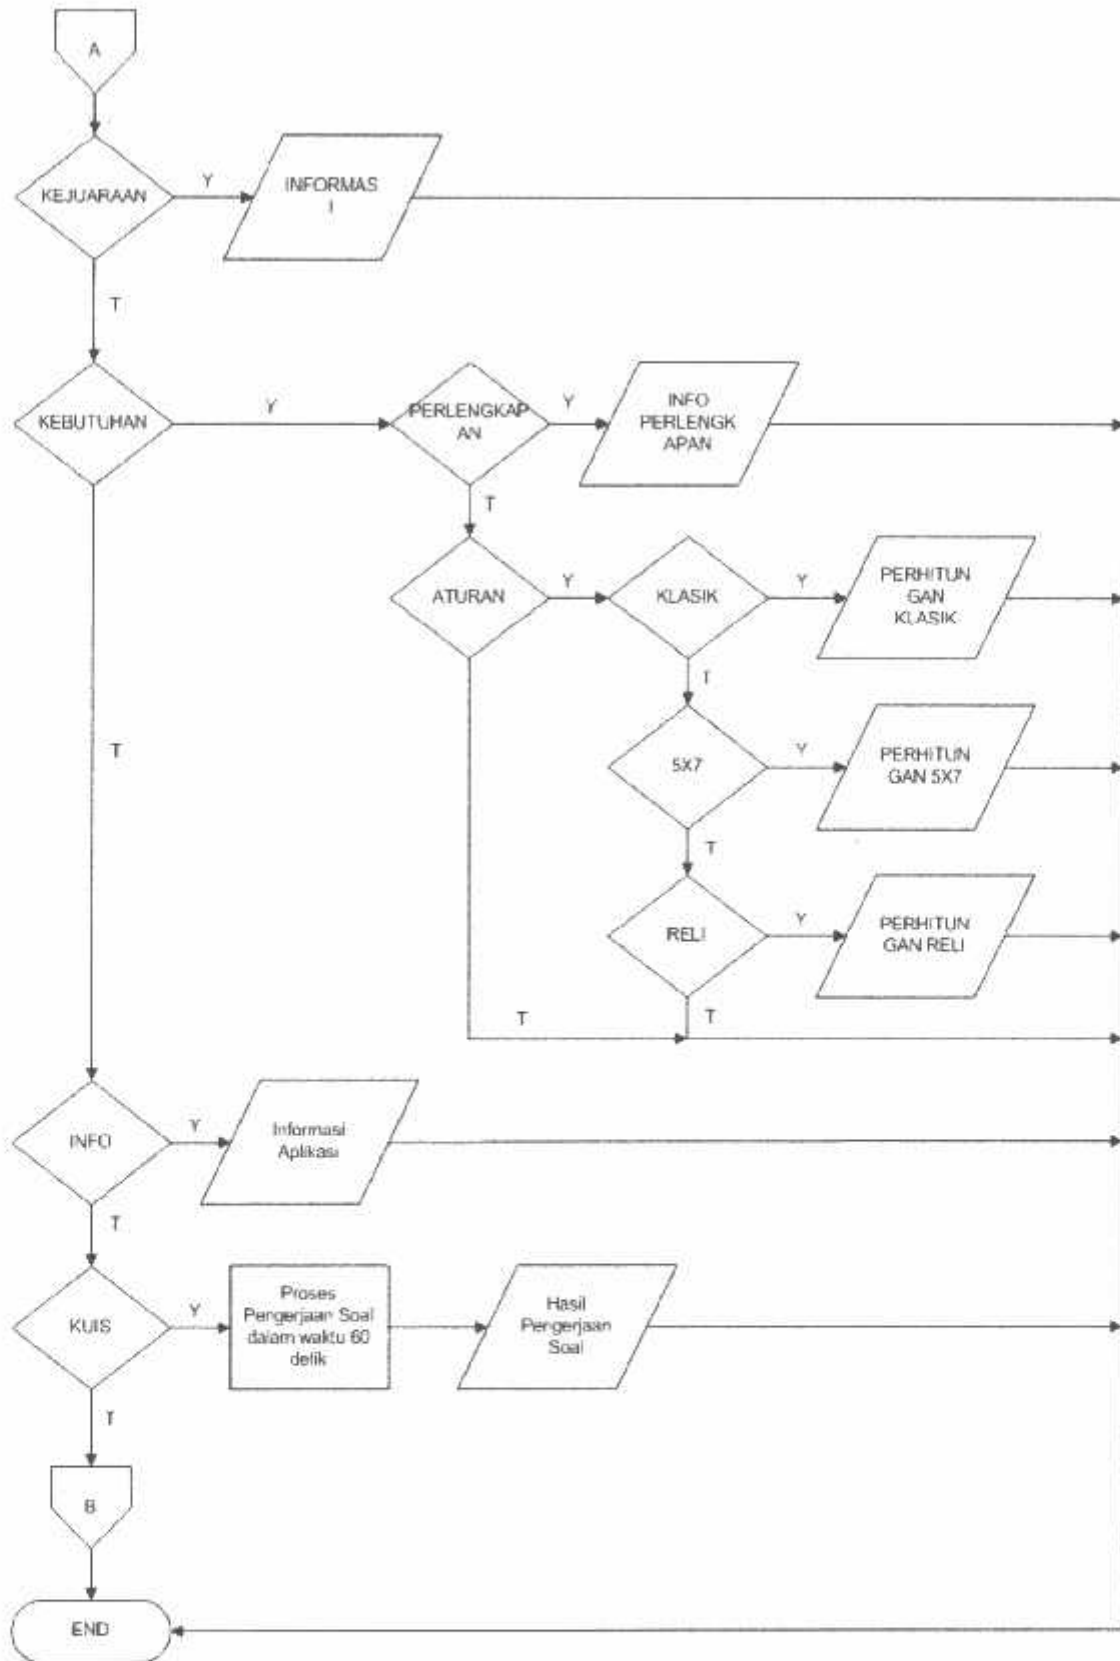 A
KEJUARAAN
Y
INFORMAS
I
T
KEBUTUHAN
Y
PERLENGKAP
AN
Y
INFO
PERLENGK
APAN
T
ATURAN
Y
KLASIK
Y
PERHITUN
GAN
KLASIK
T
T
5X7
Y
PERHITUN
GAN 5X7
T
RELI
Y
PERHITUN
GAN RELI
T
T
INFO
Y
Informasi
Aplikasi
T
KUIS
Y
Proses
Pengerjaan Soal
dalam waktu 60
detik
Hasil
Pengerjaan
Soal
T
B
END